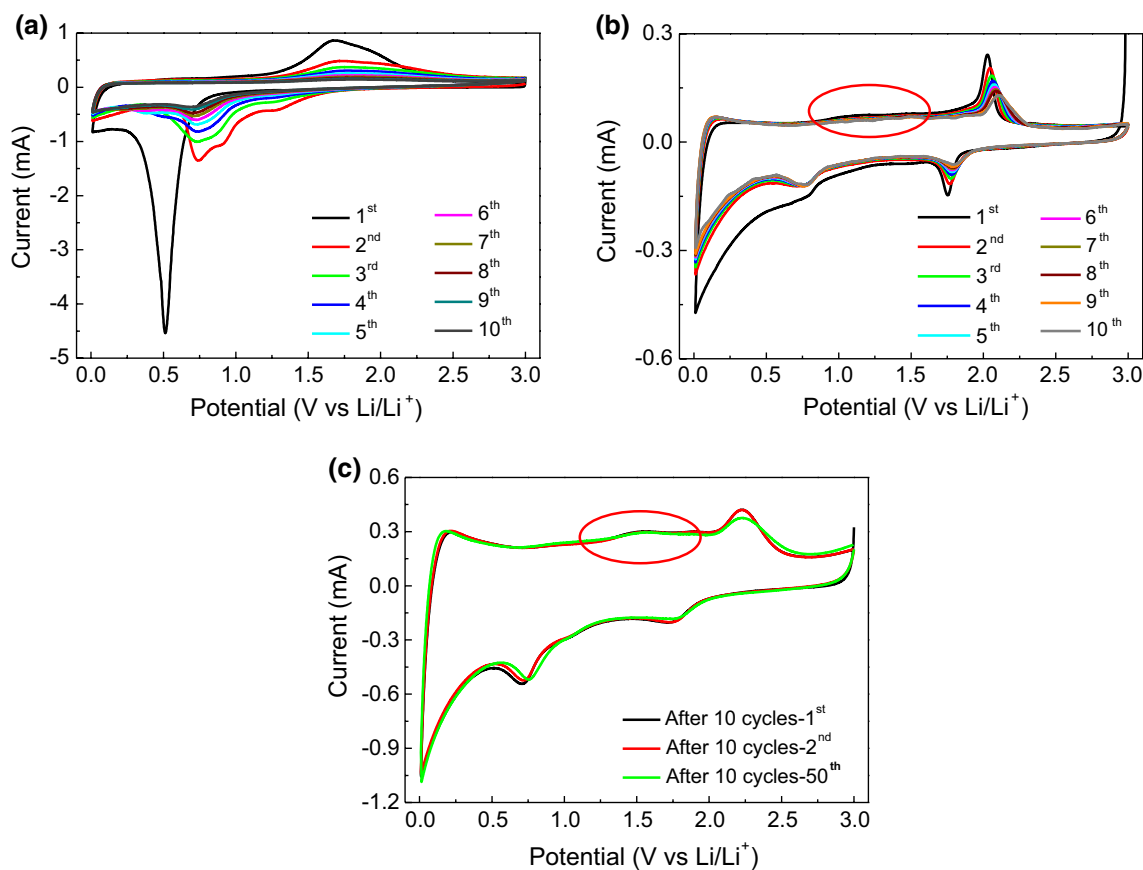 (a)
1
0
-1
-2
-3
-4
-5
Current (mA)
1st
2nd
3rd
4th
5th
6th
7th
8th
9th
10th
0.0 0.5 1.0 1.5 2.0 2.5 3.0
Potential (V vs Li/Li+)
(b)
0.3
0.0
-0.3
-0.6
Current (mA)
1st
2nd
3rd
4th
5th
6th
7th
8th
9th
10th
0.0 0.5 1.0 1.5 2.0 2.5 3.0
Potential (V vs Li/Li+)
(c)
0.6
0.3
0.0
-0.3
-0.6
-0.9
-1.2
Current (mA)
After 10 cycles-1st
After 10 cycles-2nd
After 10 cycles-50th
0.0 0.5 1.0 1.5 2.0 2.5 3.0
Potential (V vs Li/Li+)